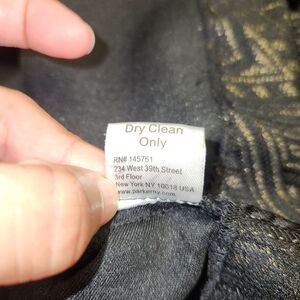 Dry Clean
Only
RN# 145761
234 West 39th Street
3rd Floor
New York NY 10018 USA
www.parkerny.com